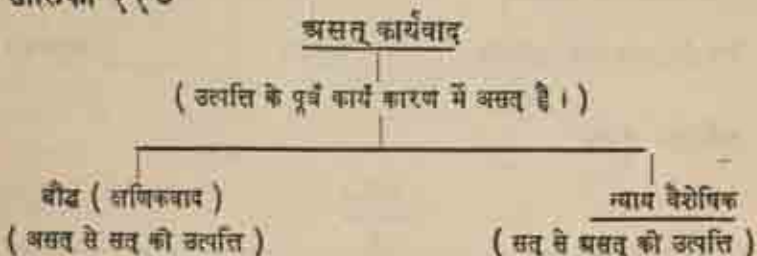 असत् कार्यवाद
( उत्पत्ति के पूर्व कार्य कारण में असत् है । )
बौद्ध ( क्षणिकवाद )
न्याय वैशेषिक
( असत् से सत् की उत्पत्ति )
( सत् से असत् की उत्पत्ति )